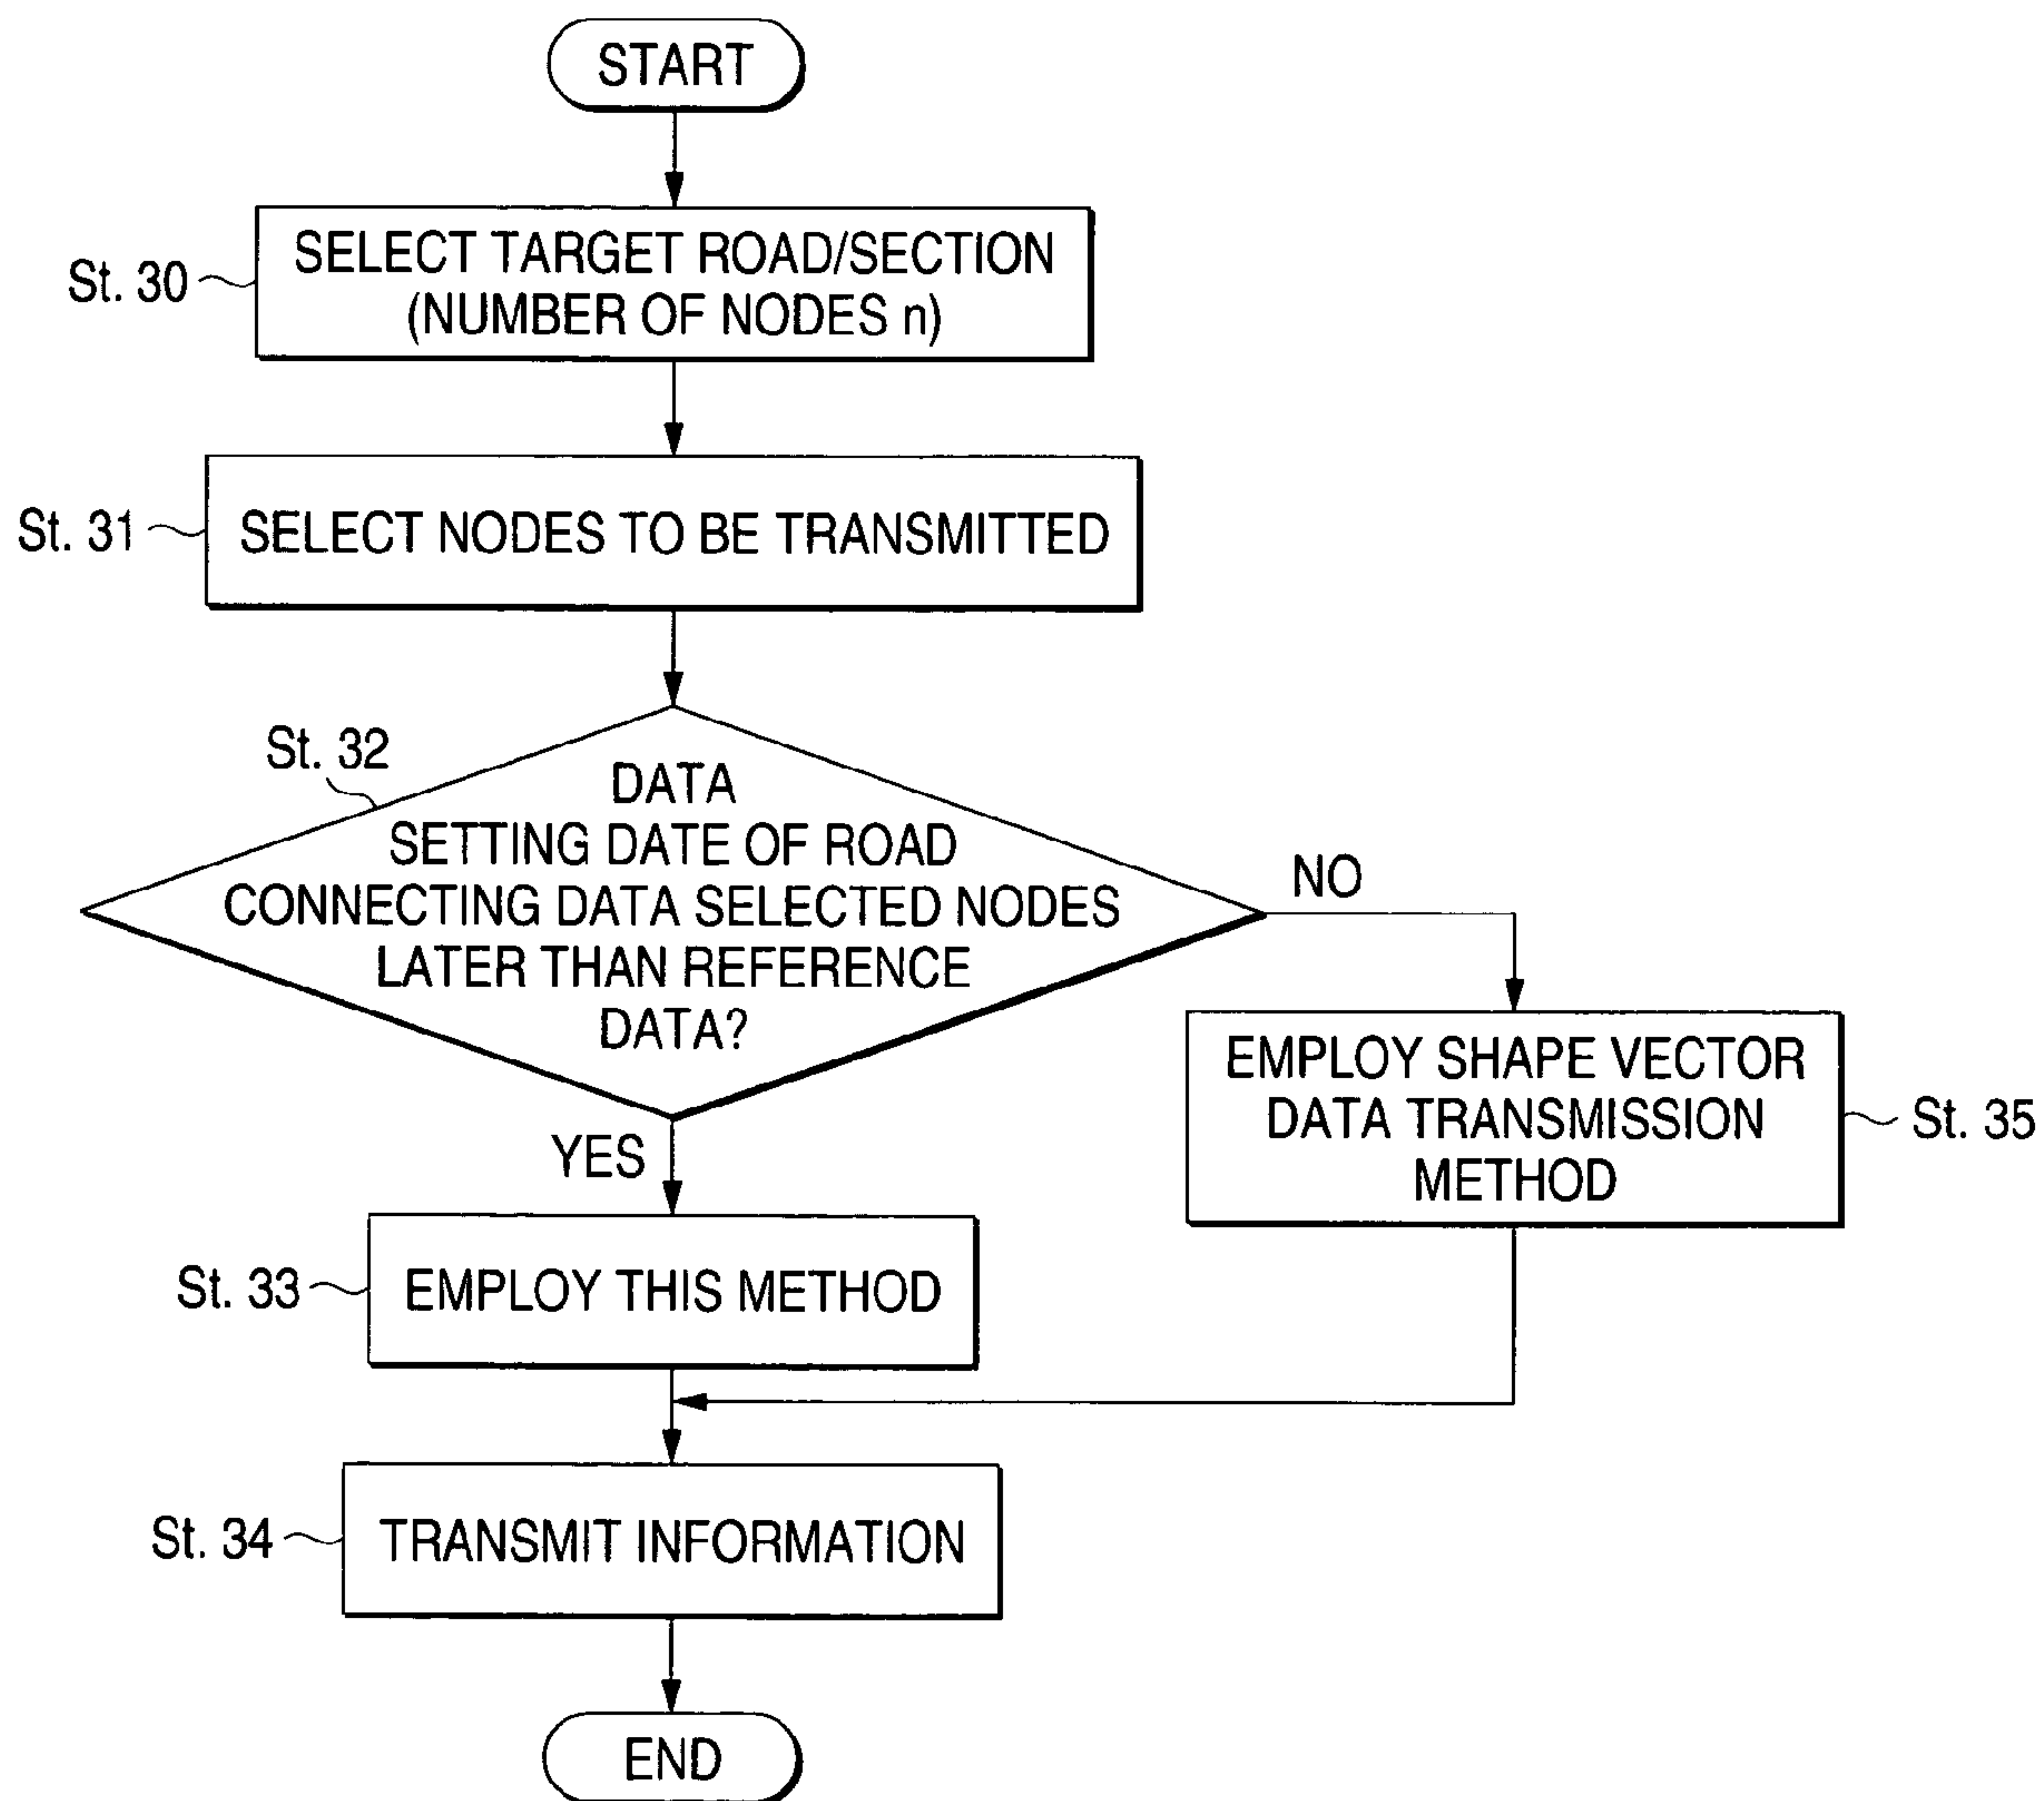 START
St. 30
SELECT TARGET ROAD/SECTION
(NUMBER OF NODES n)
St. 31
SELECT NODES TO BE TRANSMITTED
St. 32
DATA
SETTING DATE OF ROAD
CONNECTING DATA SELECTED NODES
LATER THAN REFERENCE
DATA?
NO
YES
EMPLOY SHAPE VECTOR
DATA TRANSMISSION
METHOD
St. 35
St. 33
EMPLOY THIS METHOD
St. 34
TRANSMIT INFORMATION
END